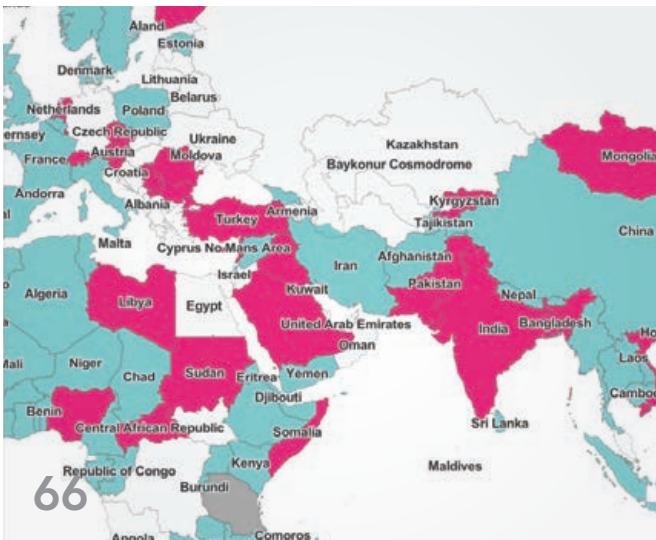 Aland
Estonia
Denmark
Lithuania
Belarus
Netherlands
Poland
Czech Republic
Ukraine
ernsey
France
Austria
Moldova
Kazakhstan
Baykonur Cosmodrome
Mongolia
Croatia
Andorra
Albania
Kyrgyzstan
al
Turkey
Armenia
Tajikistan
China
Malta
Cyprus No Mans Area
Afghanistan
Israel
Iran
Algeria
Kuwait
Pakistan
Nepal
Libya
Egypt
United Arab Emirates
India
Bangladesh
Ho
Oman
Laos
Mali
Niger
Chad
Sudan
Eritrea
Yemen
Djibouti
Cambod
Benin
Central African Republic
Somalia
Sri Lanka
Republic of Congo
Kenya
Maldives
Burundi
66
Angola
Comoros